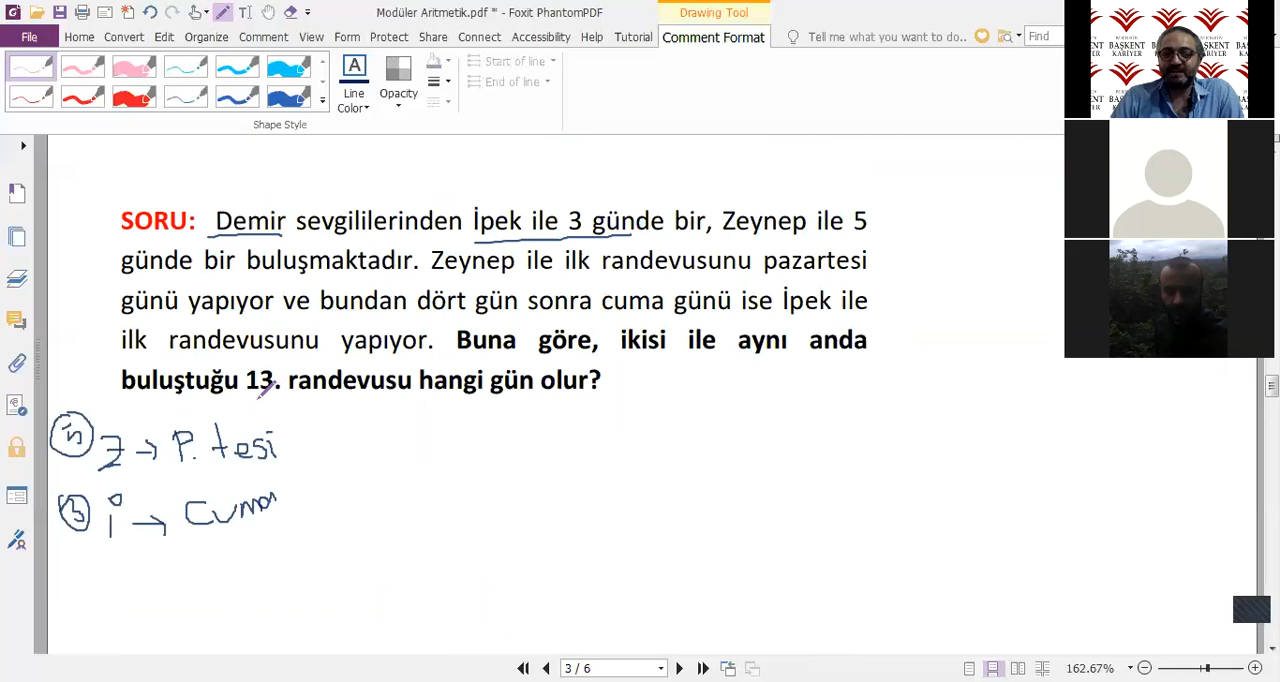 Modüler Aritmetik.pdf * - Foxit PhantomPDF
Drawing Tool
File Home Convert Edit Organize Comment View Form Protect Share Connect Accessibility Help Tutorial Comment Format Tell me what you want to do.. Find
Line Color
Opacity
Start of line
End of line
Shape Style
SORU: Demir sevgililerinden İpek ile 3 günde bir, Zeynep ile 5
günde bir buluşmaktadır. Zeynep ile ilk randevusunu pazartesi
günü yapıyor ve bundan dört gün sonra cuma günü ise İpek ile
ilk randevusunu yapıyor. Buna göre, ikisi ile aynı anda
buluştuğu 13. randevusu hangi gün olur?
Z → P. tesi
3 i → Cuma
BAŞKENT KARİYER
BAŞKENT KARİYER
3 / 6
162.67%